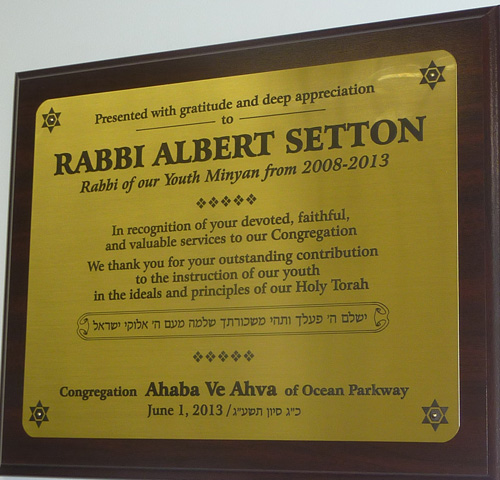 Presented with gratitude and deep appreciation
to
RABBI ALBERT SETTON
Rabbi of our Youth Minyan from 2008-2013
In recognition of your devoted, faithful,
and valuable services to our Congregation
We thank you for your outstanding contribution
to the instruction of our youth
in the ideals and principles of our Holy Torah
ישלם ה' פעלך ותהי משכורתך שלמה מעם ה' אלוקי ישראל
Congregation Ahaba Ve Ahva of Ocean Parkway
June 1, 2013 / כ״ג סיון תשע״ג